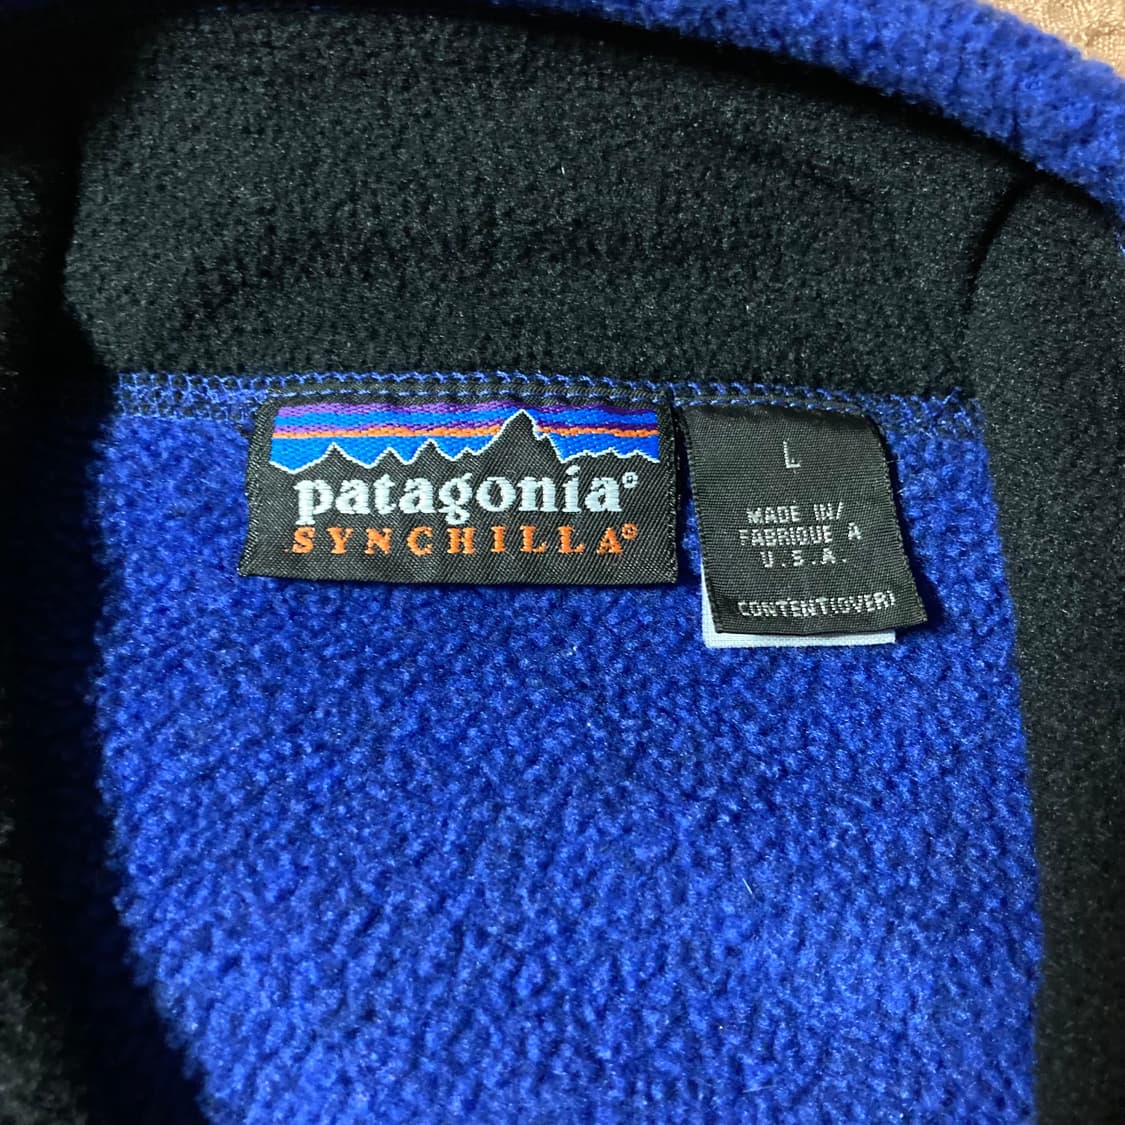 patagonia®
SYNCHILLA®
L
MADE IN/
FABRIQUE A
U.S.A.
CONTENT(OVER)